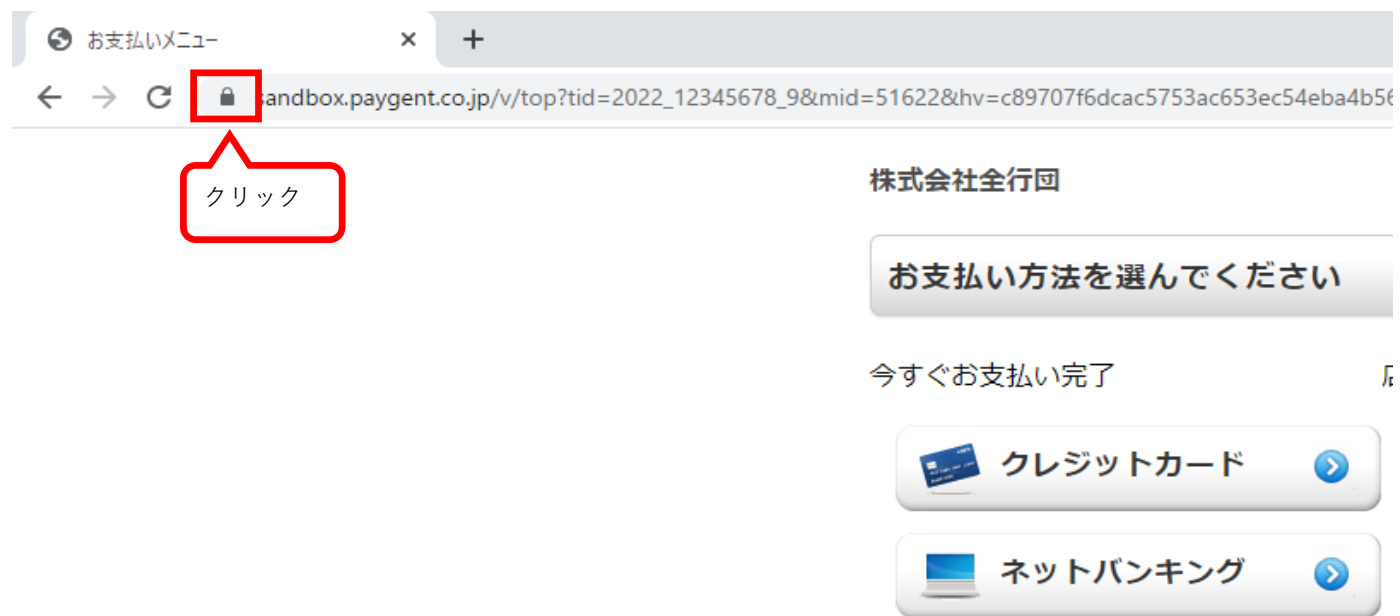 お支払いメニュー
sandbox.paygent.co.jp/v/top?tid=2022_12345678_9&mid=51622&hv=c89707f6dcac5753ac653ec54eba4b56
クリック
株式会社全行団
お支払い方法を選んでください
今すぐお支払い完了
クレジットカード
ネットバンキング